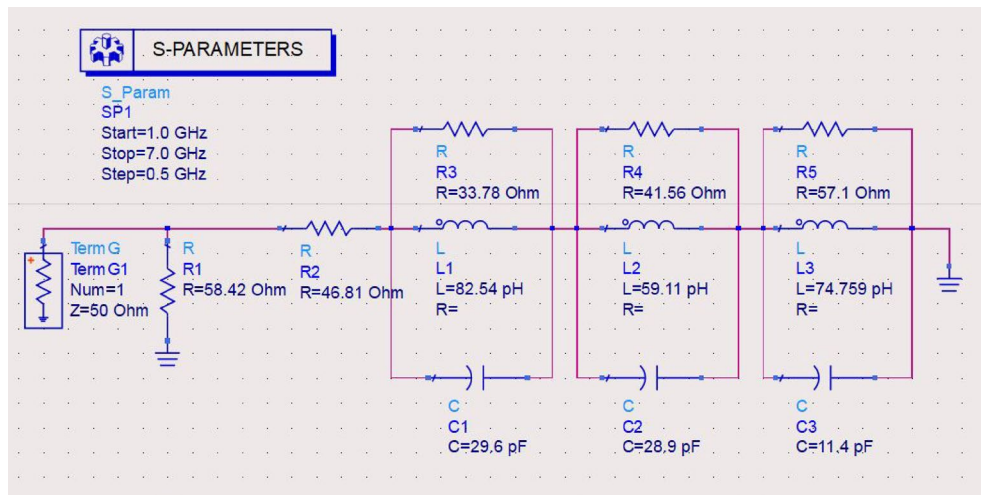 S-PARAMETERS
S_Param
SP1
Start=1.0 GHz
Stop=7.0 GHz
Step=0.5 GHz
R
R3
R=33.78 Ohm
R
R4
R=41.56 Ohm
R
R5
R=57.1 Ohm
Term G
Term G1
Num=1
Z=50 Ohm
R
R1
R=58.42 Ohm
R
R2
R=46.81 Ohm
L
L1
L=82.54 pH
R=
L
L2
L=59.11 pH
R=
L
L3
L=74.759 pH
R=
C
C1
C=29.6 pF
C
C2
C=28.9 pF
C
C3
C=11.4 pF